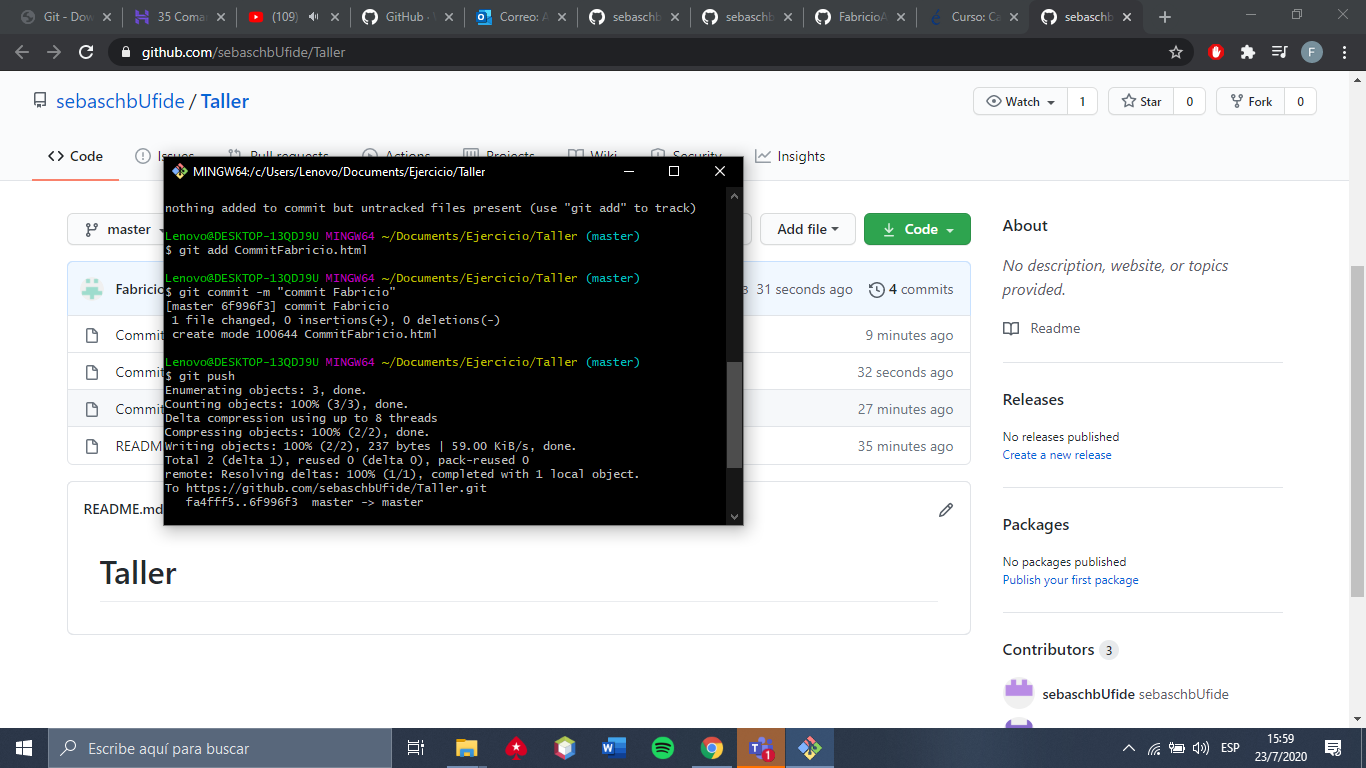 Git - Dow
35 Coma
(109)
GitHub -
Correo: A
sebaschb
sebaschb
FabricioA
Curso: Ca
sebaschb
github.com/sebaschbUfide/Taller
F
sebaschbUfide / Taller
Watch 1
Star 0
Fork 0
Code
Issues
Pull requests
Actions
Projects
Wiki
Security
Insights
MINGW64:/c/Users/Lenovo/Documents/Ejercicio/Taller
nothing added to commit but untracked files present (use "git add" to track)
Lenovo@DESKTOP-13QDJ9U MINGW64 ~/Documents/Ejercicio/Taller (master)
$ git add CommitFabricio.html
Lenovo@DESKTOP-13QDJ9U MINGW64 ~/Documents/Ejercicio/Taller (master)
$ git commit -m "commit Fabricio"
[master 6f996f3] commit Fabricio
1 file changed, 0 insertions(+), 0 deletions(-)
create mode 100644 CommitFabricio.html
Lenovo@DESKTOP-13QDJ9U MINGW64 ~/Documents/Ejercicio/Taller (master)
$ git push
Enumerating objects: 3, done.
Counting objects: 100% (3/3), done.
Delta compression using up to 8 threads
Compressing objects: 100% (2/2), done.
Writing objects: 100% (2/2), 237 bytes | 59.00 KiB/s, done.
Total 2 (delta 1), reused 0 (delta 0), pack-reused 0
remote: Resolving deltas: 100% (1/1), completed with 1 local object.
To https://github.com/sebaschbUfide/Taller.git
fa4fff5..6f996f3 master -> master
master
Add file
Code
Fabricio
3 31 seconds ago
4 commits
Commit
9 minutes ago
Commit
32 seconds ago
Commit
27 minutes ago
README
35 minutes ago
README.md
Taller
About
No description, website, or topics
provided.
Readme
Releases
No releases published
Create a new release
Packages
No packages published
Publish your first package
Contributors 3
sebaschbUfide sebaschbUfide
Escribe aquí para buscar
1
ESP
15:59
23/7/2020